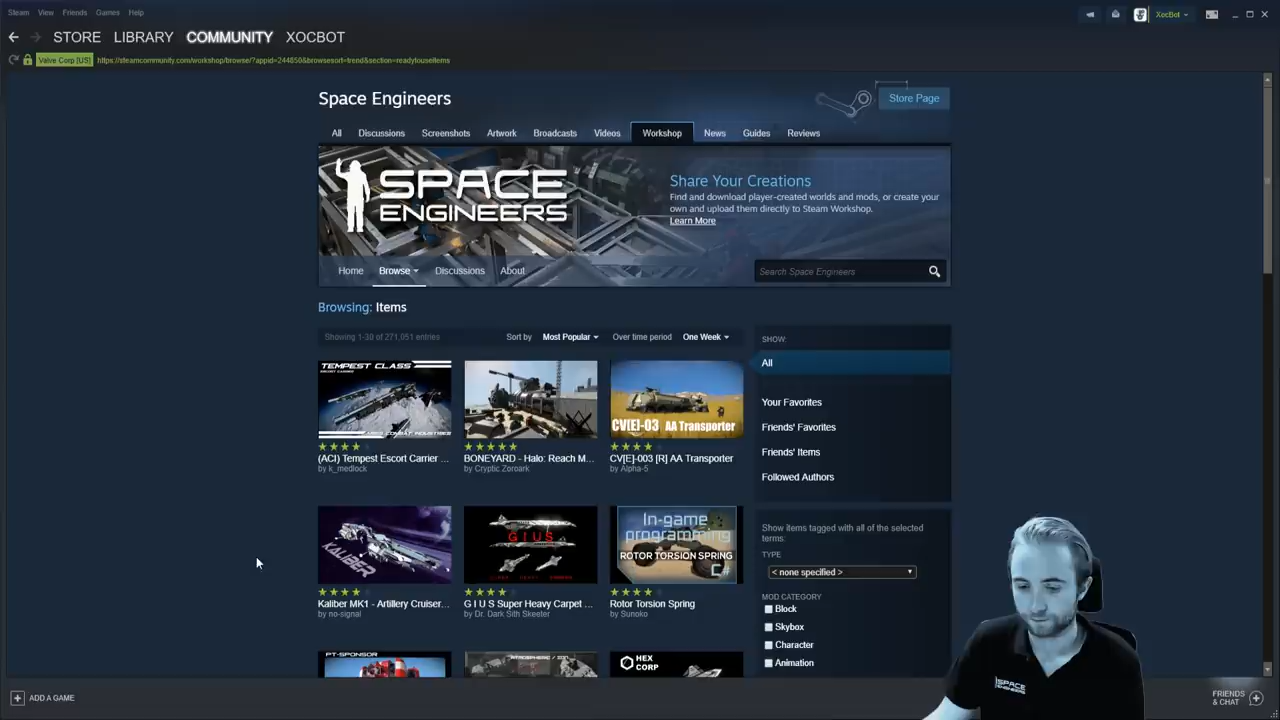 Steam View Friends Games Help
XocBot
STORE LIBRARY COMMUNITY XOCBOT
Valve Corp [US] https://steamcommunity.com/workshop/browse/?appid=244850&browsesort=trend&section=readytouseitems
Space Engineers
Store Page
All Discussions Screenshots Artwork Broadcasts Videos Workshop News Guides Reviews
SPACE
ENGINEERS
Share Your Creations
Find and download player-created worlds and mods, or create your
own and upload them directly to Steam Workshop.
Learn More
Home Browse Discussions About
Search Space Engineers
Browsing: Items
Showing 1-30 of 271,051 entries
Sort by Most Popular Over time period One Week
TEMPEST CLASS
CV[E]-03 AA Transporter
(ACI) Tempest Escort Carrier ...
by k_medlock
BONEYARD - Halo: Reach M...
by Cryptic Zoroark
CV[E]-003 [R] AA Transporter
by Alpha-5
KALIBER
GIUS
In-game
programming
ROTOR TORSION SPRING
C#
Kaliber MK1 - Artillery Cruiser...
by no-signal
G I U S Super Heavy Carpet ...
by Dr. Dark Sith Skeeter
Rotor Torsion Spring
by Sunoko
PT-SPONSOR
HEX
CORP
SHOW:
All
Your Favorites
Friends' Favorites
Friends' Items
Followed Authors
Show items tagged with all of the selected
terms:
TYPE
< none specified >
MOD CATEGORY
Block
Skybox
Character
Animation
SPACE
ENGINEERS
ADD A GAME
FRIENDS
& CHAT